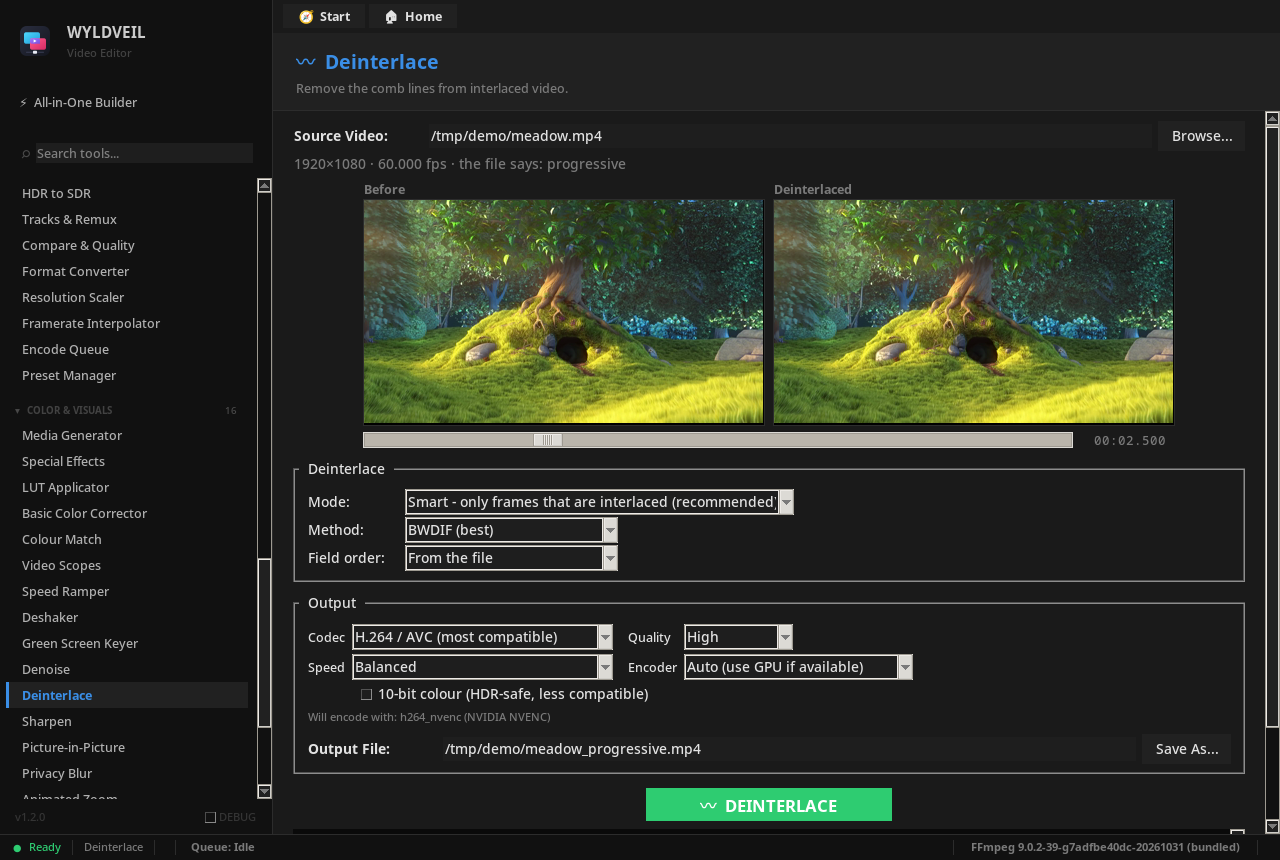 WYLDVEIL
Video Editor
⚡ All-in-One Builder
Search tools...
HDR to SDR
Tracks & Remux
Compare & Quality
Format Converter
Resolution Scaler
Framerate Interpolator
Encode Queue
Preset Manager
COLOR & VISUALS 16
Media Generator
Special Effects
LUT Applicator
Basic Color Corrector
Colour Match
Video Scopes
Speed Ramper
Deshaker
Green Screen Keyer
Denoise
Deinterlace
Sharpen
Picture-in-Picture
Privacy Blur
Animated Zoom
v1.2.0 DEBUG
Start Home
Deinterlace
Remove the comb lines from interlaced video.
Source Video: /tmp/demo/meadow.mp4 Browse...
1920×1080 · 60.000 fps · the file says: progressive
Before Deinterlaced
00:02.500
Deinterlace
Mode: Smart - only frames that are interlaced (recommended)
Method: BWDIF (best)
Field order: From the file
Output
Codec H.264 / AVC (most compatible) Quality High
Speed Balanced Encoder Auto (use GPU if available)
10-bit colour (HDR-safe, less compatible)
Will encode with: h264_nvenc (NVIDIA NVENC)
Output File: /tmp/demo/meadow_progressive.mp4 Save As...
DEINTERLACE
Ready Deinterlace Queue: Idle FFmpeg 9.0.2-39-g7adfbe40dc-20261031 (bundled)